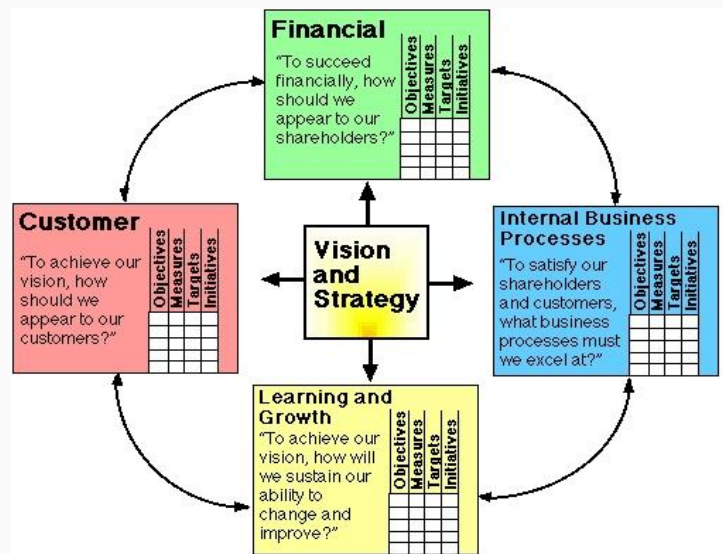 Financial
"To succeed
financially, how
should we
appear to our
shareholders?"
Objectives
Measures
Targets
Initiatives
Customer
"To achieve our
vision, how
should we
appear to our
customers?"
Objectives
Measures
Targets
Initiatives
Vision
and
Strategy
Internal Business
Processes
"To satisfy our
shareholders
and customers,
what business
processes must
we excel at?"
Objectives
Measures
Targets
Initiatives
Learning and
Growth
"To achieve our
vision, how will
we sustain our
ability to
change and
improve?"
Objectives
Measures
Targets
Initiatives